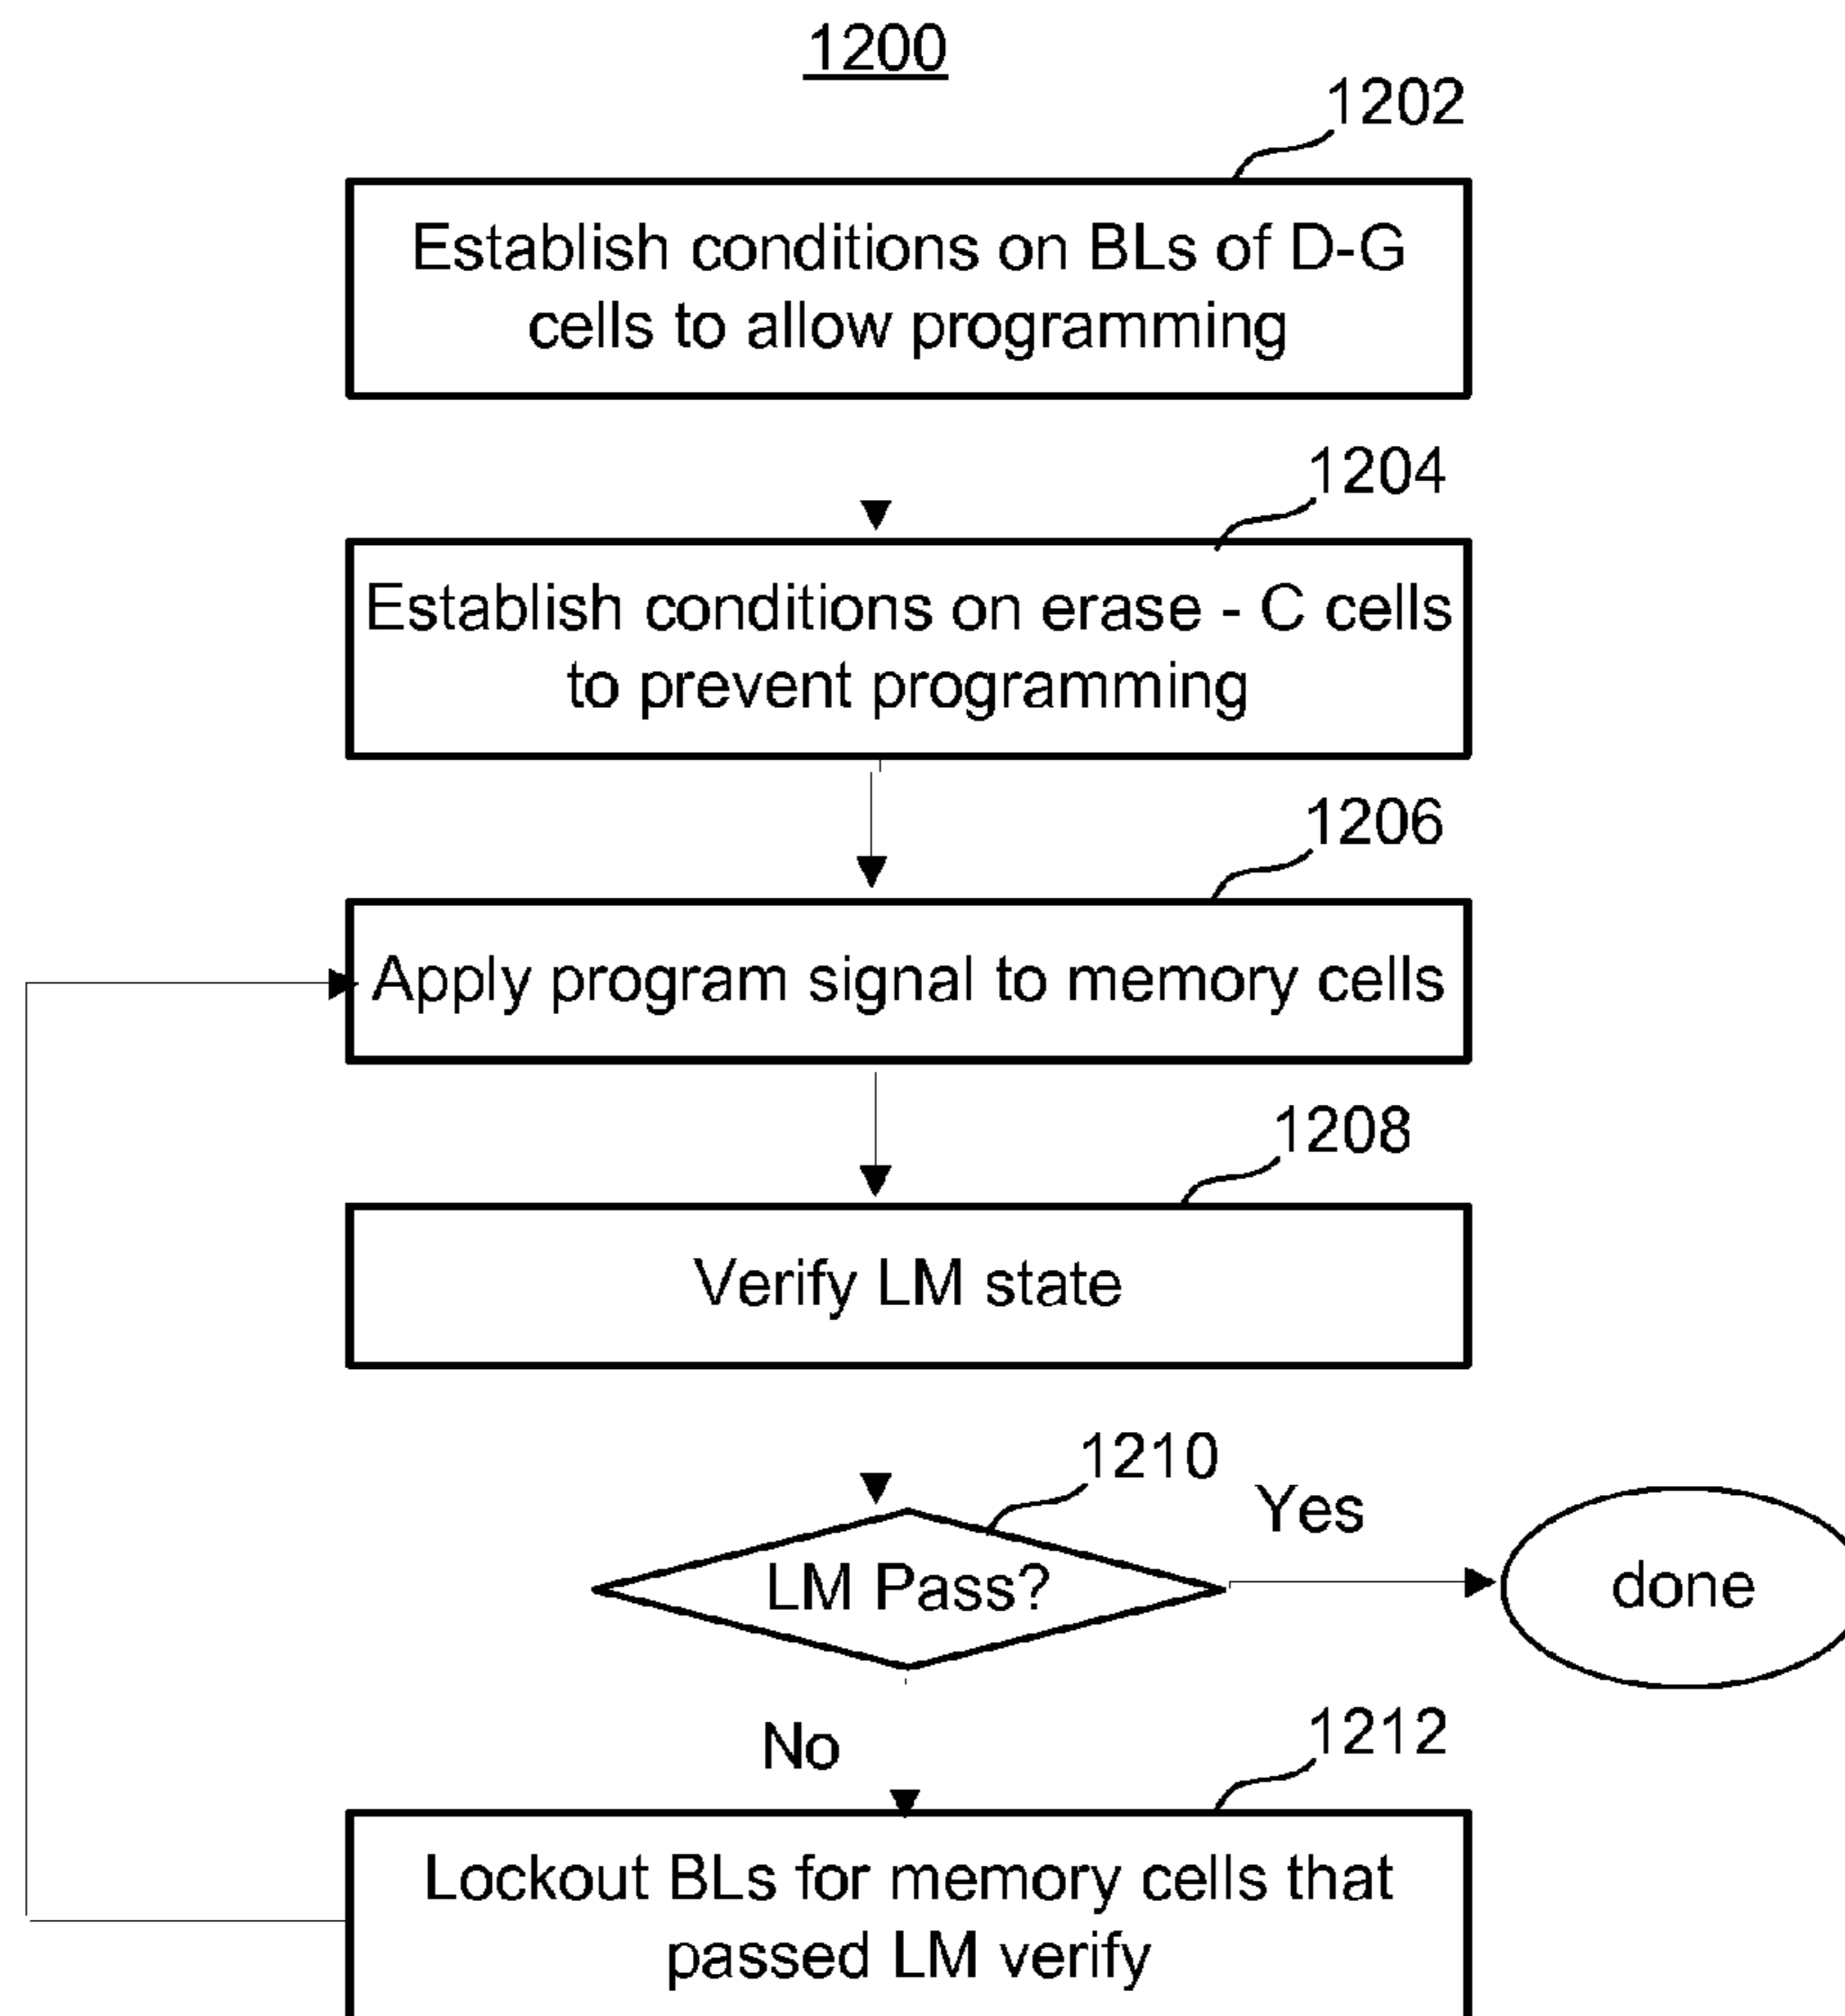 1200
1202
Establish conditions on BLs of D-G
cells to allow programming
1204
Establish conditions on erase - C cells
to prevent programming
1206
Apply program signal to memory cells
1208
Verify LM state
1210
LM Pass?
Yes
done
No
1212
Lockout BLs for memory cells that
passed LM verify